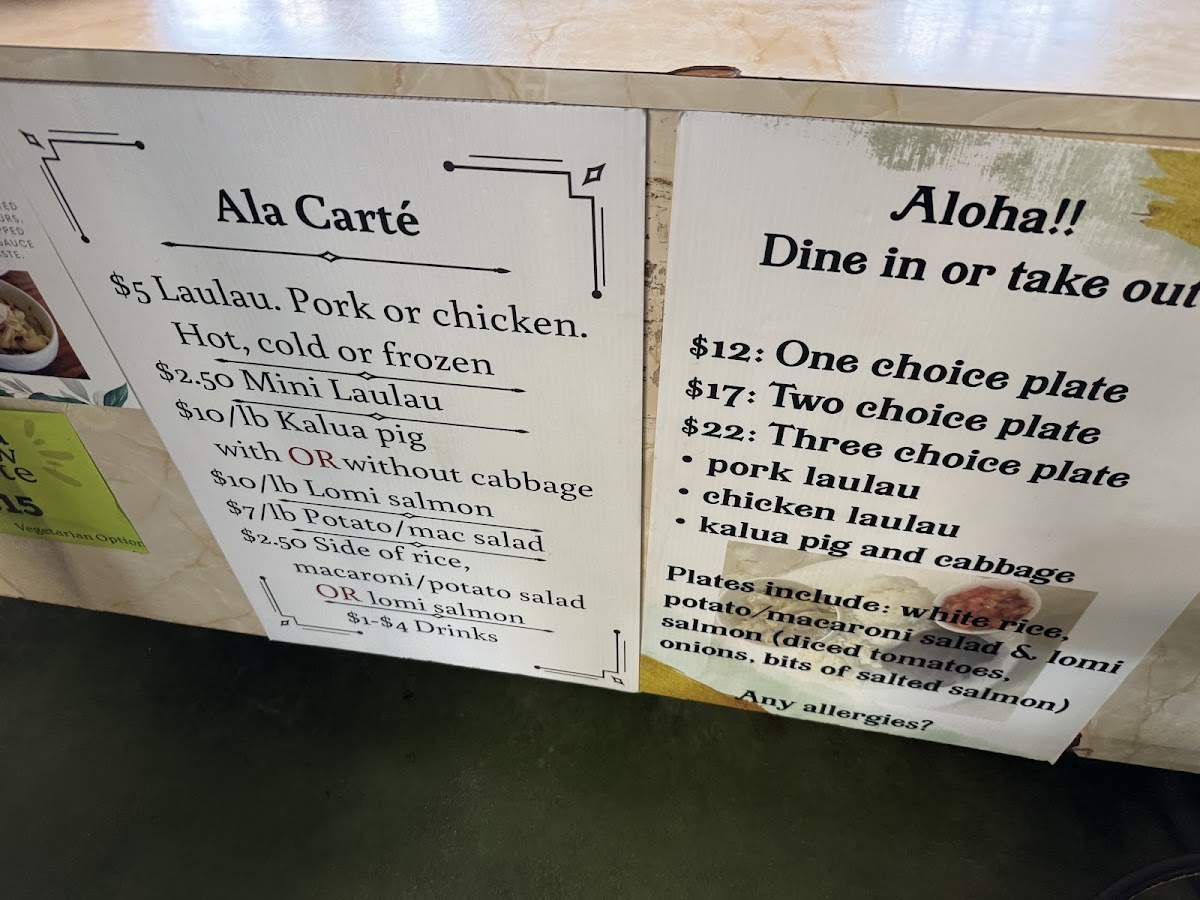 URS.
SAUCE
STE.
15
Vegetarian Option
Ala Carté
$5 Laulau. Pork or chicken.
Hot, cold or frozen
$2.50 Mini Laulau
$10/lb Kalua pig
with OR without cabbage
$10/lb Lomi salmon
$7/lb Potato/mac salad
$2.50 Side of rice,
macaroni/potato salad
OR lomi salmon
$1-$4 Drinks
Aloha!!
Dine in or take out
$12: One choice plate
$17: Two choice plate
$22: Three choice plate
• pork laulau
• chicken laulau
• kalua pig and cabbage
Plates include: white rice,
potato/macaroni salad & lomi
salmon (diced tomatoes,
onions, bits of salted salmon)
Any allergies?